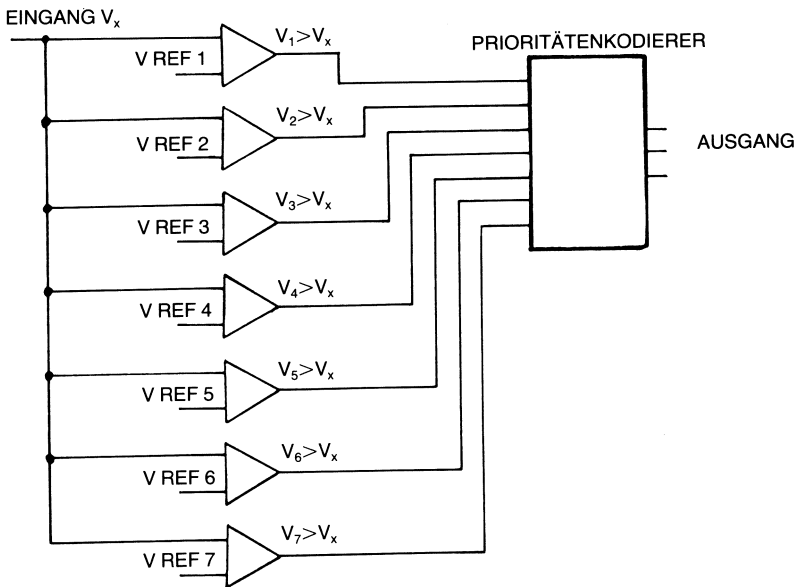 EINGANG Vx
V1>Vx
V REF 1
PRIORITÄTENKODIERER
V2>Vx
V REF 2
AUSGANG
V3>Vx
V REF 3
V4>Vx
V REF 4
V5>Vx
V REF 5
V6>Vx
V REF 6
V7>Vx
V REF 7